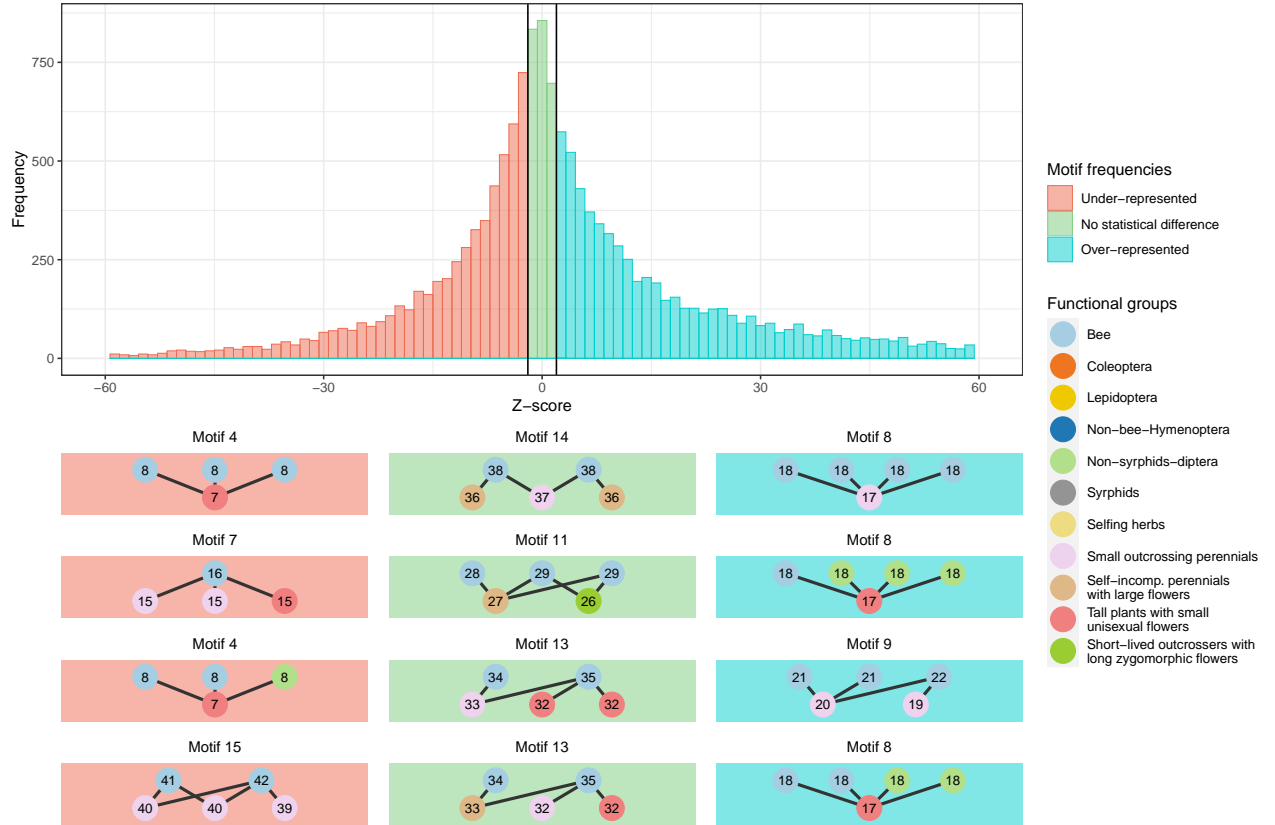 750
500
250
0
Frequency
−60
−30
0
30
60
Z−score
Motif frequencies
Under−represented
No statistical difference
Over−represented
Functional groups
Bee
Coleoptera
Lepidoptera
Non−bee−Hymenoptera
Non−syrphids−diptera
Syrphids
Selfing herbs
Small outcrossing perennials
Self−incomp. perennials
with large flowers
Tall plants with small
unisexual flowers
Short−lived outcrossers with
long zygomorphic flowers
Motif 4
8 8 8
7
Motif 14
38 38
36 37 36
Motif 8
18 18 18 18
17
Motif 7
16
15 15 15
Motif 11
28 29 29
27 26
Motif 8
18 18 18 18
17
Motif 4
8 8 8
7
Motif 13
34 35
33 32 32
Motif 9
21 21 22
20 19
Motif 15
41 42
40 40 39
Motif 13
34 35
33 32 32
Motif 8
18 18 18 18
17